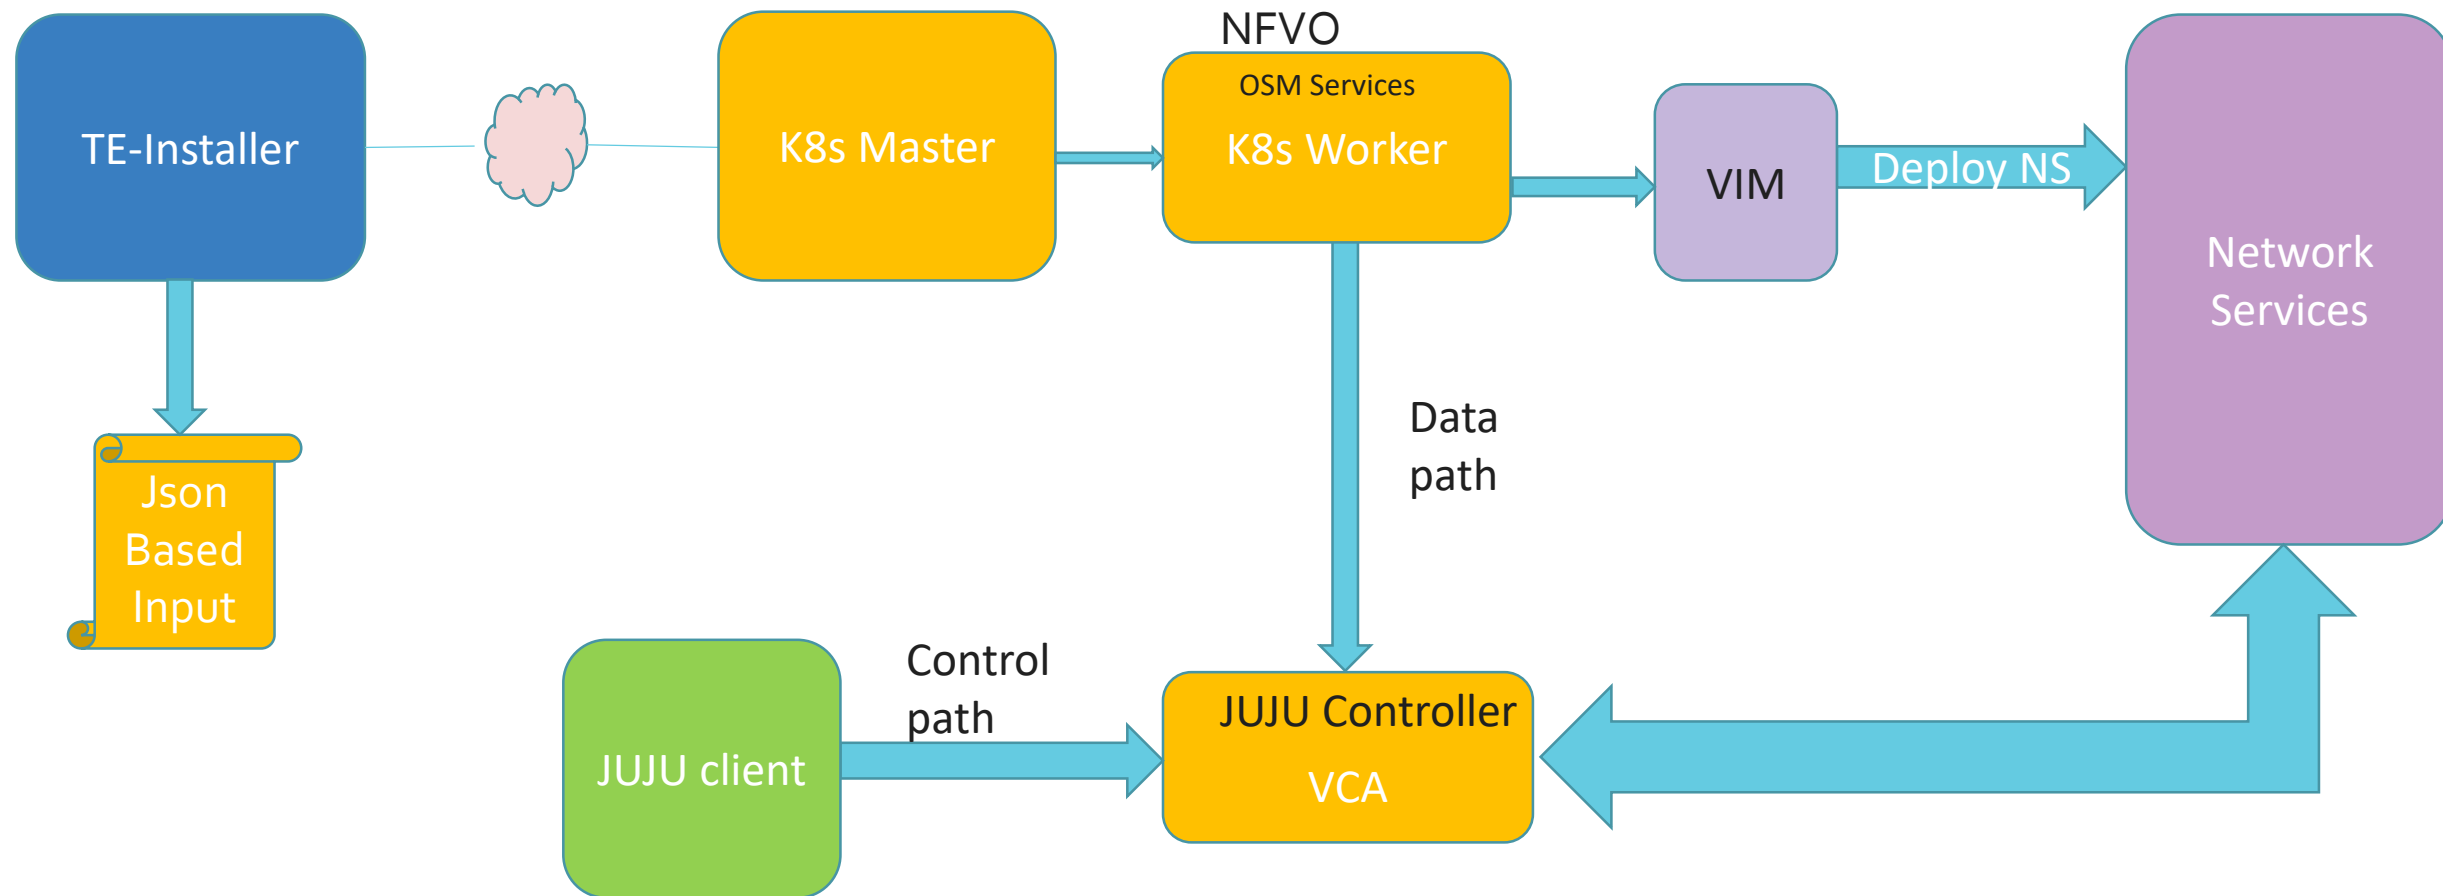 NFVO
TE-Installer
K8s Master
OSM Services
K8s Worker
VIM
Deploy NS
Network
Services
Data
path
Json
Based
Input
Control
path
JUJU client
JUJU Controller
VCA